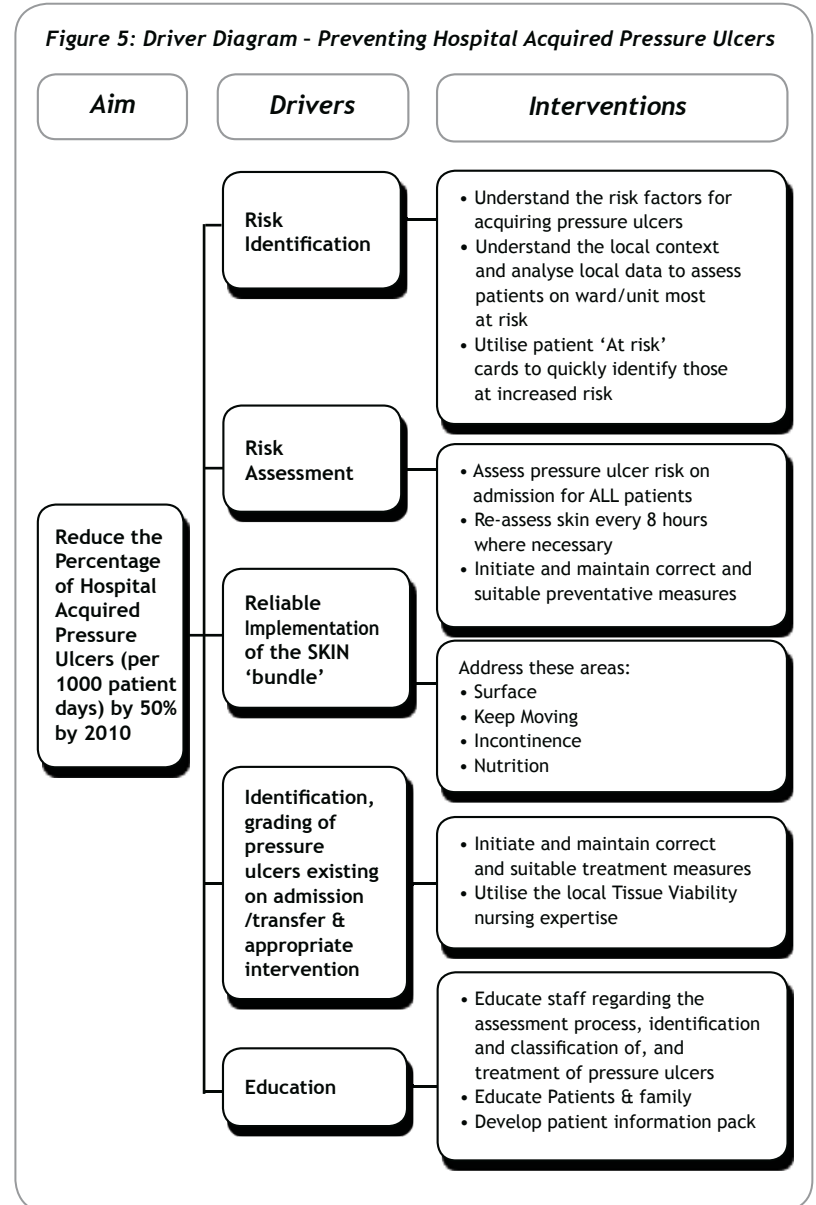 Figure 5: Driver Diagram – Preventing Hospital Acquired Pressure Ulcers
Aim
Drivers
Interventions
Reduce the
Percentage
of Hospital
Acquired
Pressure
Ulcers (per
1000 patient
days) by 50%
by 2010
Risk
Identification
• Understand the risk factors for
acquiring pressure ulcers
• Understand the local context
and analyse local data to assess
patients on ward/unit most
at risk
• Utilise patient ‘At risk’
cards to quickly identify those
at increased risk
Risk
Assessment
• Assess pressure ulcer risk on
admission for ALL patients
• Re-assess skin every 8 hours
where necessary
• Initiate and maintain correct and
suitable preventative measures
Reliable
Implementation
of the SKIN
‘bundle’
Address these areas:
• Surface
• Keep Moving
• Incontinence
• Nutrition
Identification,
grading of
pressure
ulcers existing
on admission
/transfer &
appropriate
intervention
• Initiate and maintain correct
and suitable treatment measures
• Utilise the local Tissue Viability
nursing expertise
Education
• Educate staff regarding the
assessment process, identification
and classification of, and
treatment of pressure ulcers
• Educate Patients & family
• Develop patient information pack